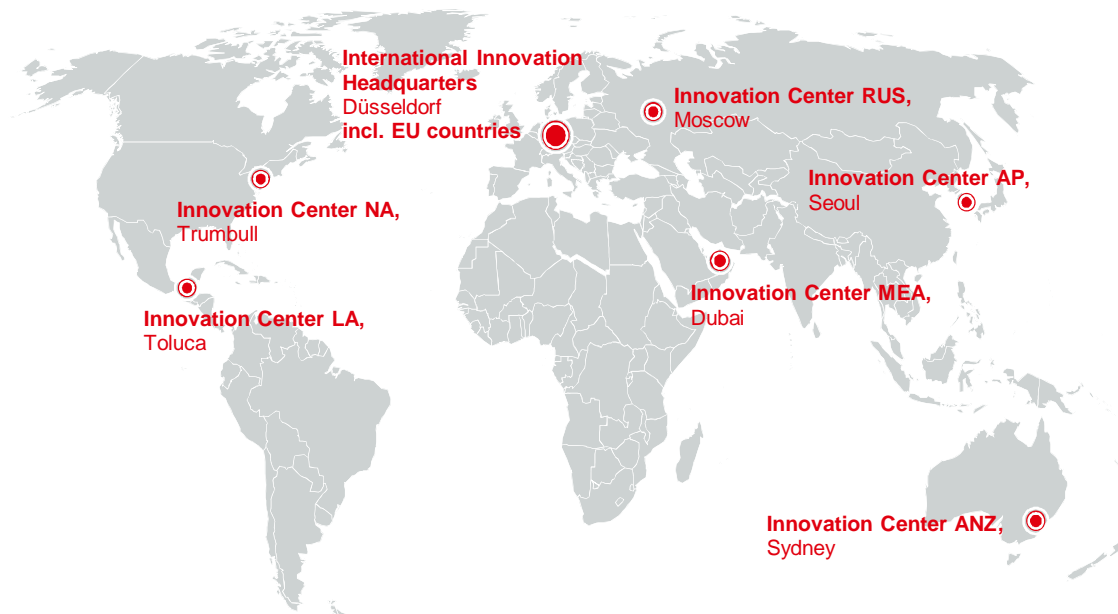 International Innovation
Headquarters
Düsseldorf
incl. EU countries
Innovation Center RUS,
Moscow
Innovation Center AP,
Seoul
Innovation Center NA,
Trumbull
Innovation Center MEA,
Dubai
Innovation Center LA,
Toluca
Innovation Center ANZ,
Sydney